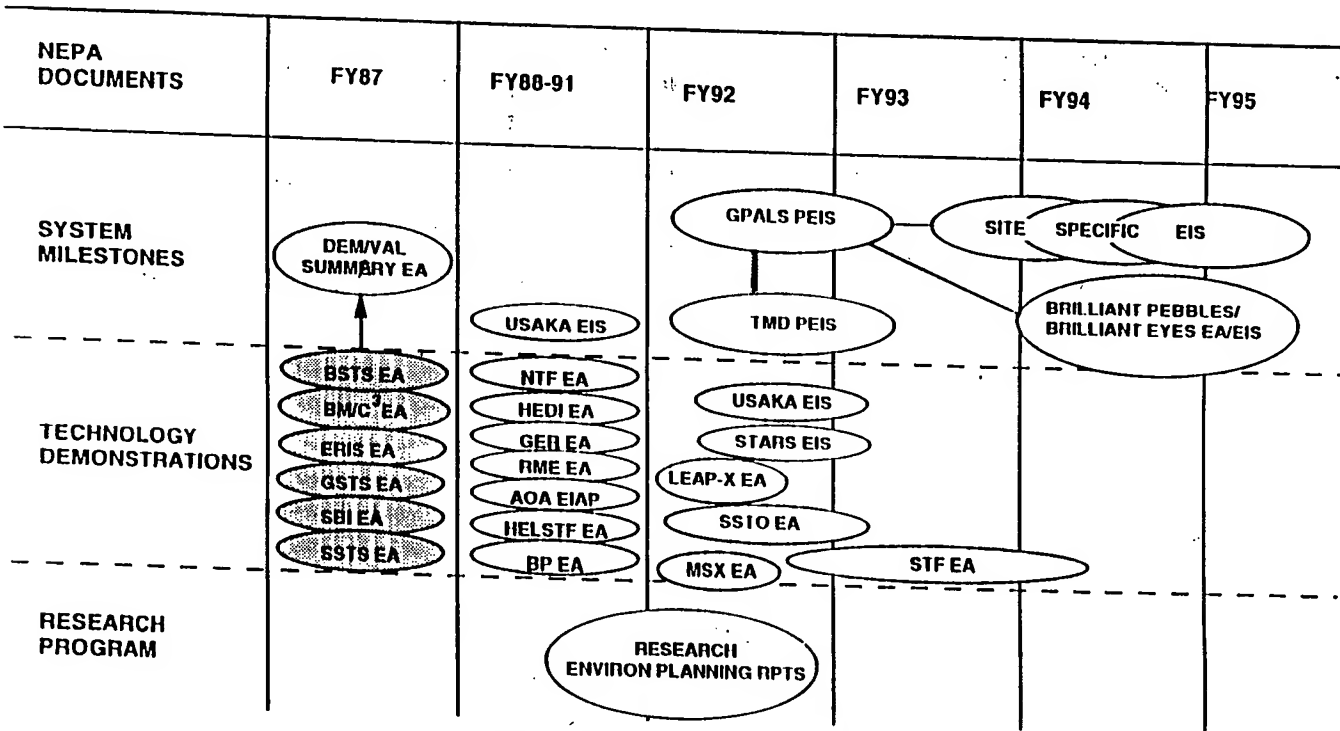 NEPA
DOCUMENTS
FY87
FY88-91
FY92
FY93
FY94
FY95
SYSTEM
MILESTONES
DEM/VAL
SUMMARY EA
USAKA EIS
GPALS PEIS
TMD PEIS
SITE
SPECIFIC
EIS
BRILLIANT PEBBLES/
BRILLIANT EYES EA/EIS
TECHNOLOGY
DEMONSTRATIONS
BSTS EA
BM/C³ EA
ERIS EA
GSTS EA
SBI EA
SSTS EA
NTF EA
HEDI EA
GER EA
RME EA
AOA EIAP
HELSTF EA
BP EA
USAKA EIS
STARS EIS
LEAP-X EA
SSTO EA
MSX EA
STF EA
RESEARCH
PROGRAM
RESEARCH
ENVIRON PLANNING RPTS